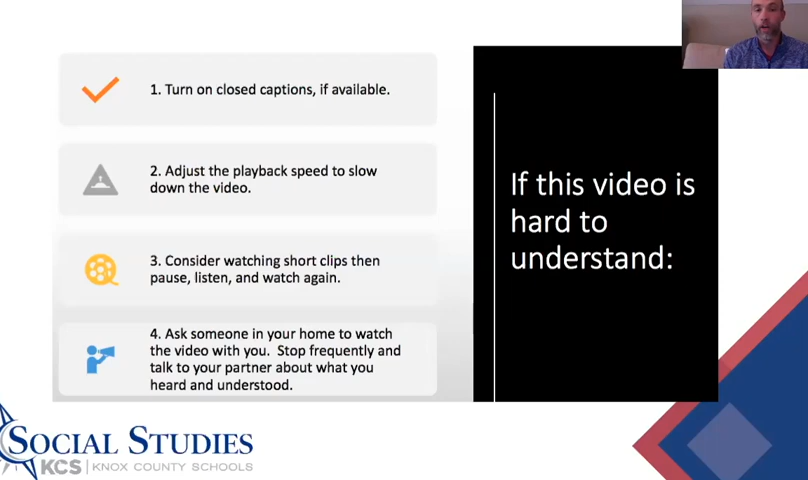 1. Turn on closed captions, if available.
2. Adjust the playback speed to slow
down the video.
3. Consider watching short clips then
pause, listen, and watch again.
4. Ask someone in your home to watch
the video with you.  Stop frequently and
talk to your partner about what you
heard and understood.
If this video is
hard to
understand:
SOCIAL STUDIES
KCS | KNOX COUNTY SCHOOLS